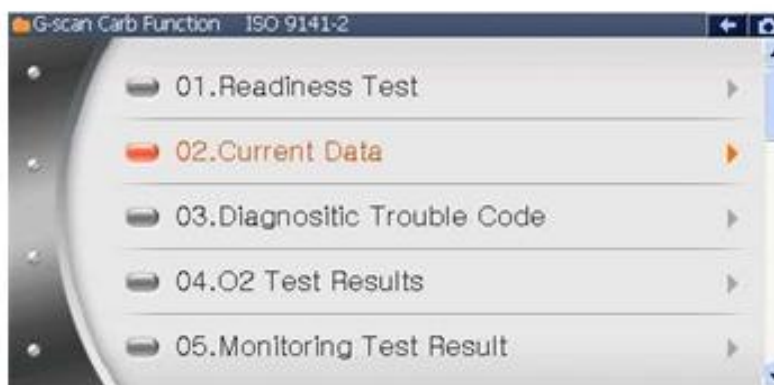 G-scan Carb Function ISO 9141-2
01.Readiness Test
02.Current Data
03.Diagnositic Trouble Code
04.O2 Test Results
05.Monitoring Test Result